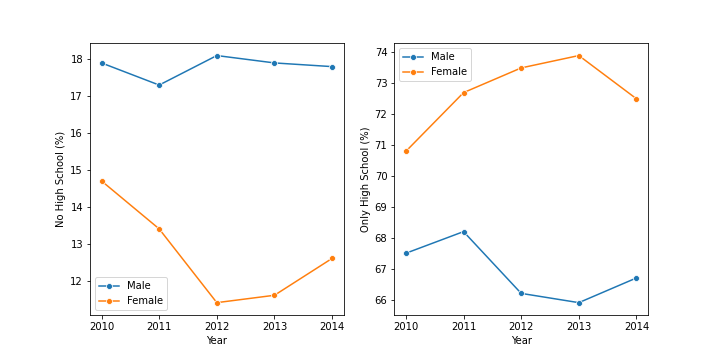 No High School (%)
18
17
16
15
14
13
12
Male
Female
2010 2011 2012 2013 2014
Year
Only High School (%)
74
73
72
71
70
69
68
67
66
Male
Female
2010 2011 2012 2013 2014
Year